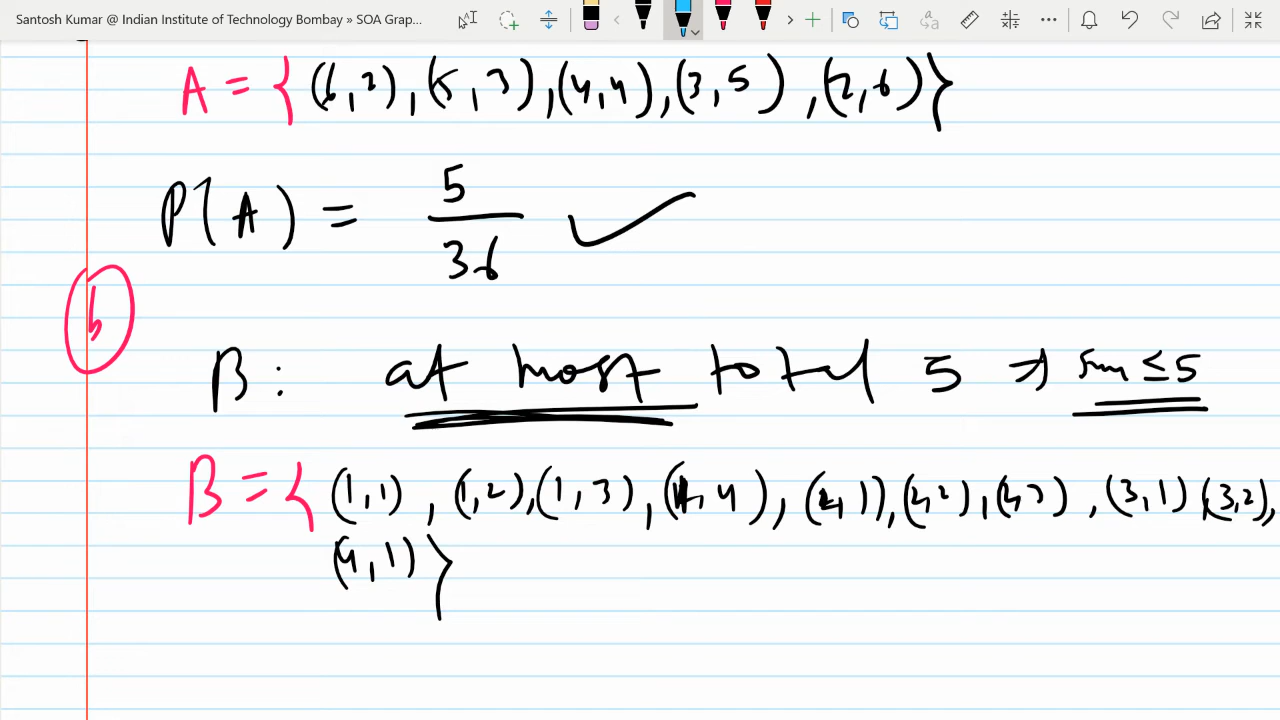 Santosh Kumar @ Indian Institute of Technology Bombay » SOA Grap...
A = { (6,2), (5,3), (4,4), (3,5), (2,6) }
P(A) = 5/36 ✓
b
B: at most total 5 ⇒ Sum ≤ 5
B = { (1,1), (1,2), (1,3), (1,4), (2,1), (2,2), (2,3), (3,1) (3,2),
(4,1) }